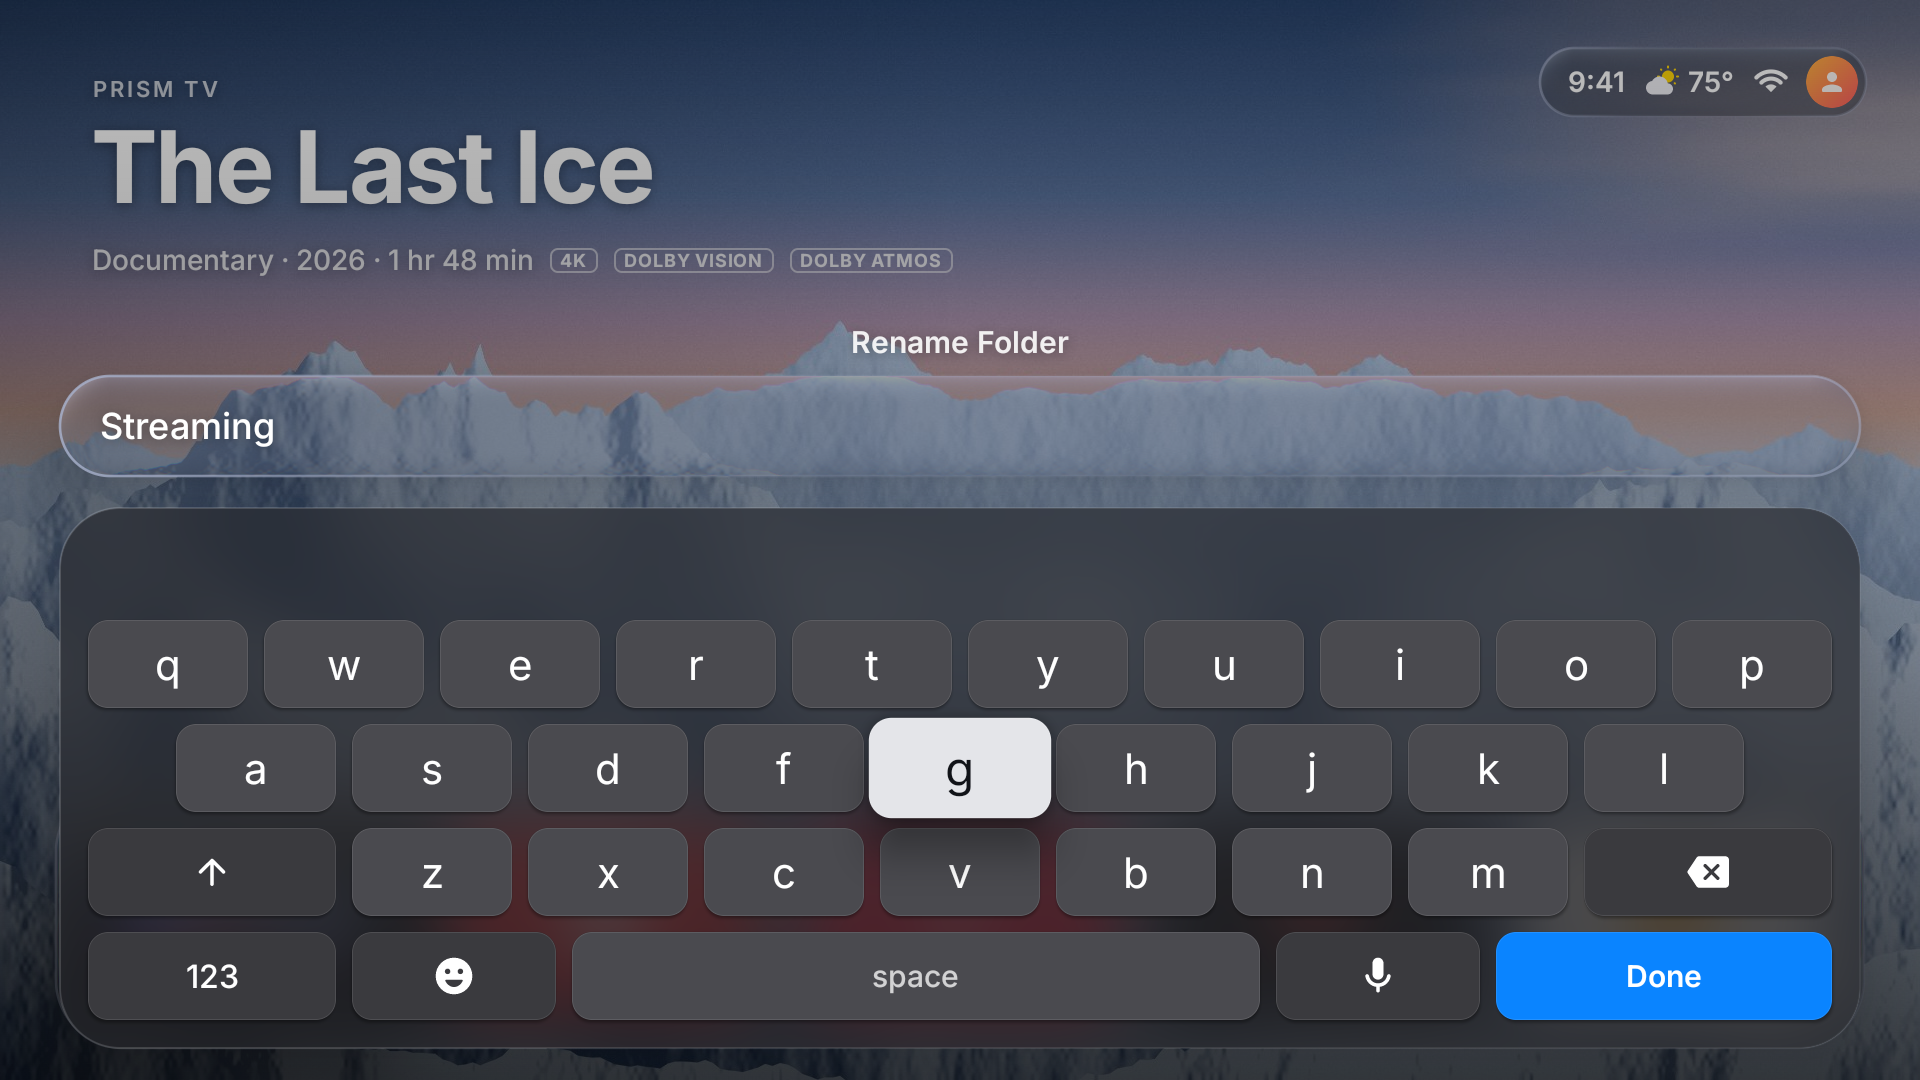 PRISM TV
9:41 75°
The Last Ice
Documentary · 2026 · 1 hr 48 min 4K DOLBY VISION DOLBY ATMOS
Rename Folder
Streaming
q w e r t y u i o p
a s d f g h j k l
z x c v b n m
123 space Done